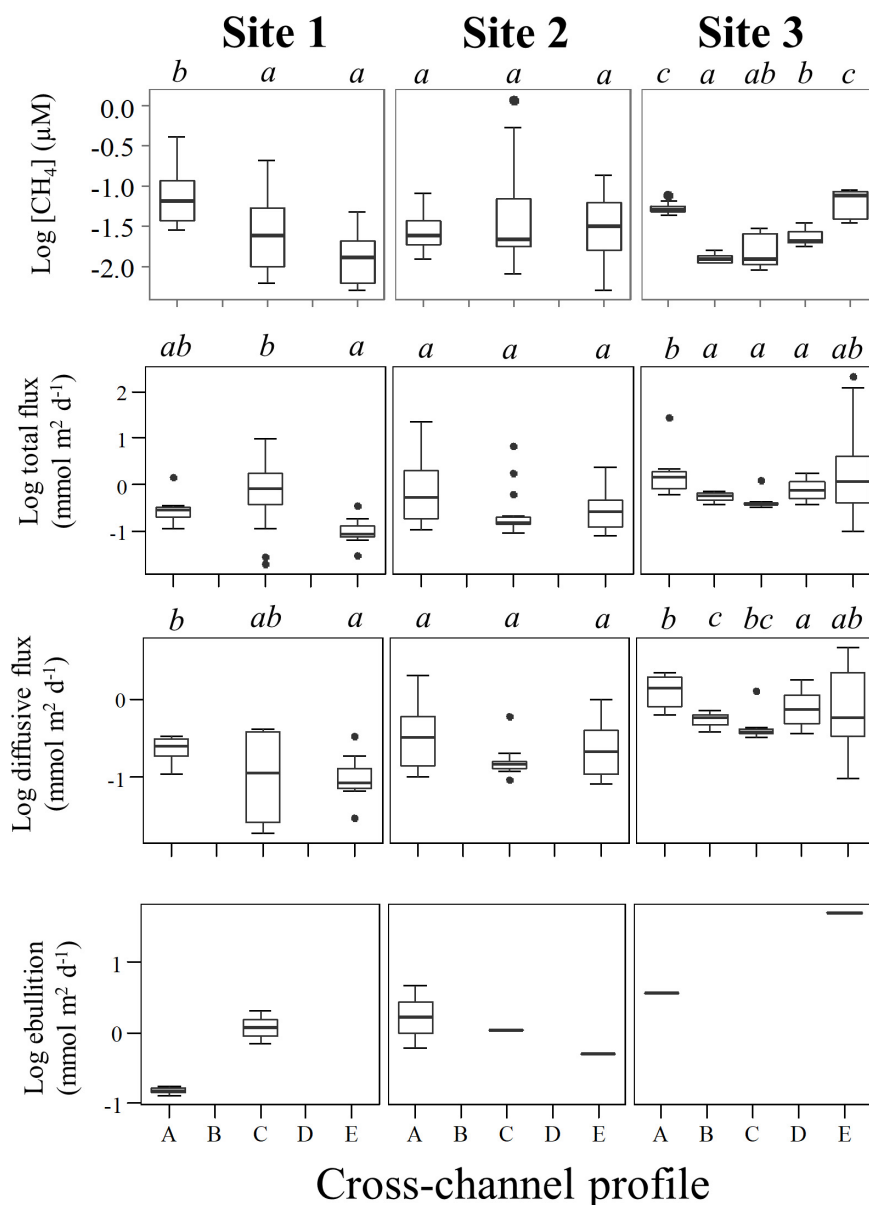 Site 1 Site 2 Site 3
b a a a a a c a ab b c
Log [CH4] (μM)
0.0
-0.5
-1.0
-1.5
-2.0
ab b a a a a b a a a ab
Log total flux
(mmol m² d⁻¹)
2
1
0
-1
b ab a a a a b c bc a ab
Log diffusive flux
(mmol m² d⁻¹)
0
-1
Log ebullition
(mmol m² d⁻¹)
1
0
-1
A B C D E A B C D E A B C D E
Cross-channel profile